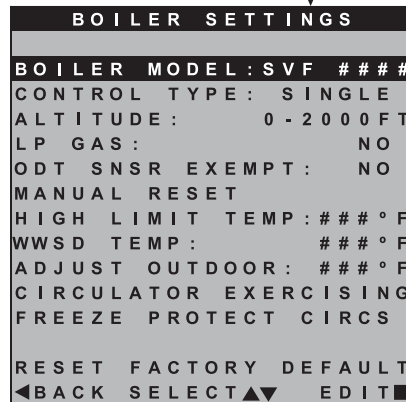 BOILER SETTINGS
BOILER MODEL:SVF ####
CONTROL TYPE: SINGLE
ALTITUDE: 0-2000FT
LP GAS: NO
ODT SNSR EXEMPT: NO
MANUAL RESET
HIGH LIMIT TEMP:###°F
WWSD TEMP: ###°F
ADJUST OUTDOOR: ###°F
CIRCULATOR EXERCISING
FREEZE PROTECT CIRCS
RESET FACTORY DEFAULT
◀BACK SELECT▲▼ EDIT■